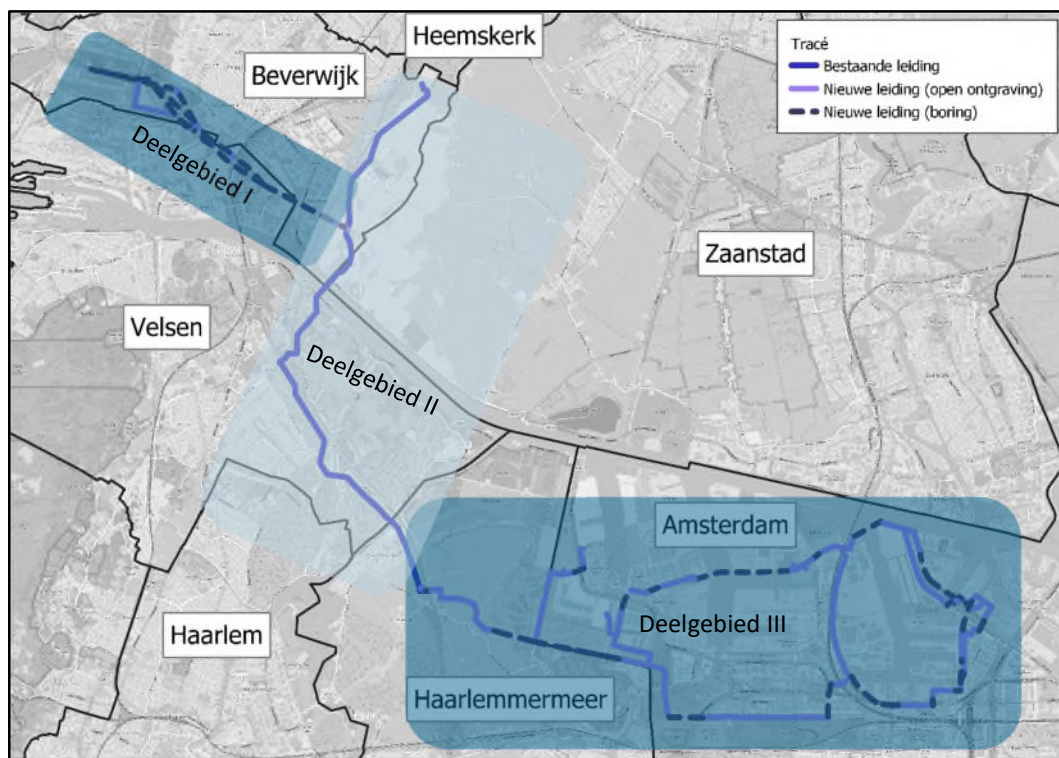 Heemskerk
Beverwijk
Tracé
Bestaande leiding
Nieuwe leiding (open ontgraving)
Nieuwe leiding (boring)
Deelgebied I
Zaanstad
Velsen
Deelgebied II
Amsterdam
Deelgebied III
Haarlem
Haarlemmermeer